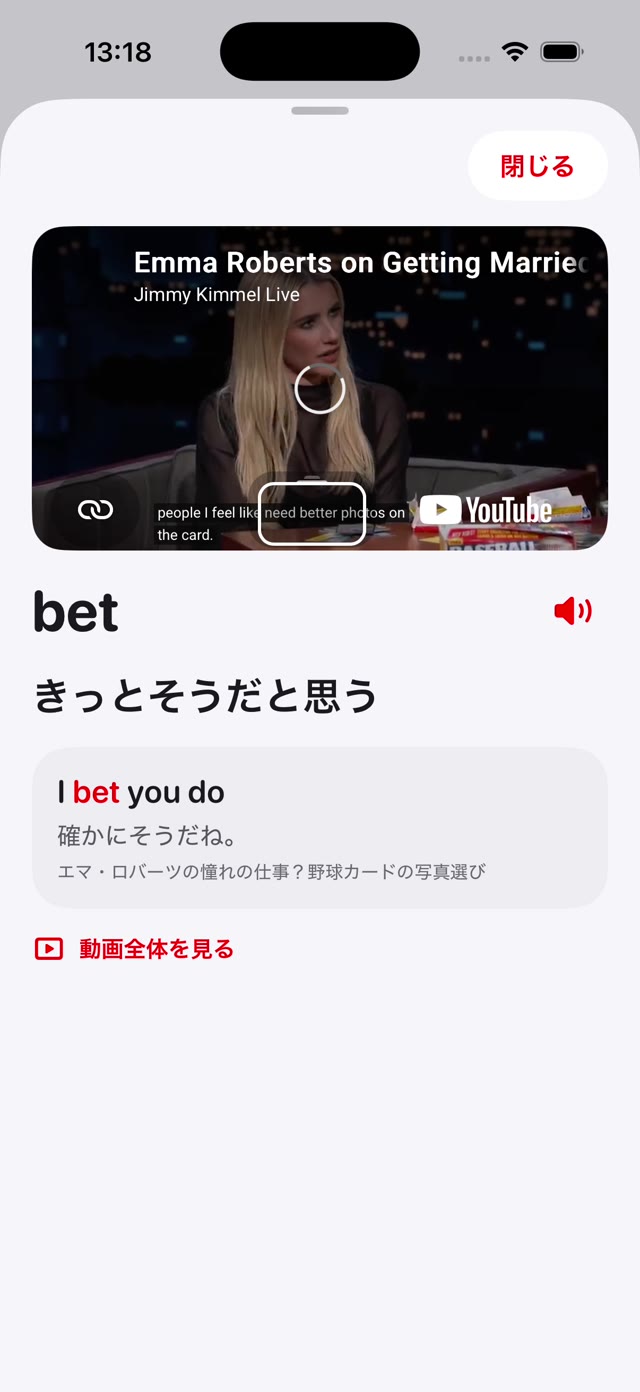 13:18
閉じる
Emma Roberts on Getting Married
Jimmy Kimmel Live
people I feel like need better photos on
the card.
YouTube
BASEBALL
bet
きっとそうだと思う
I bet you do
確かにそうだね。
エマ・ロバーツの憧れの仕事？野球カードの写真選び
動画全体を見る